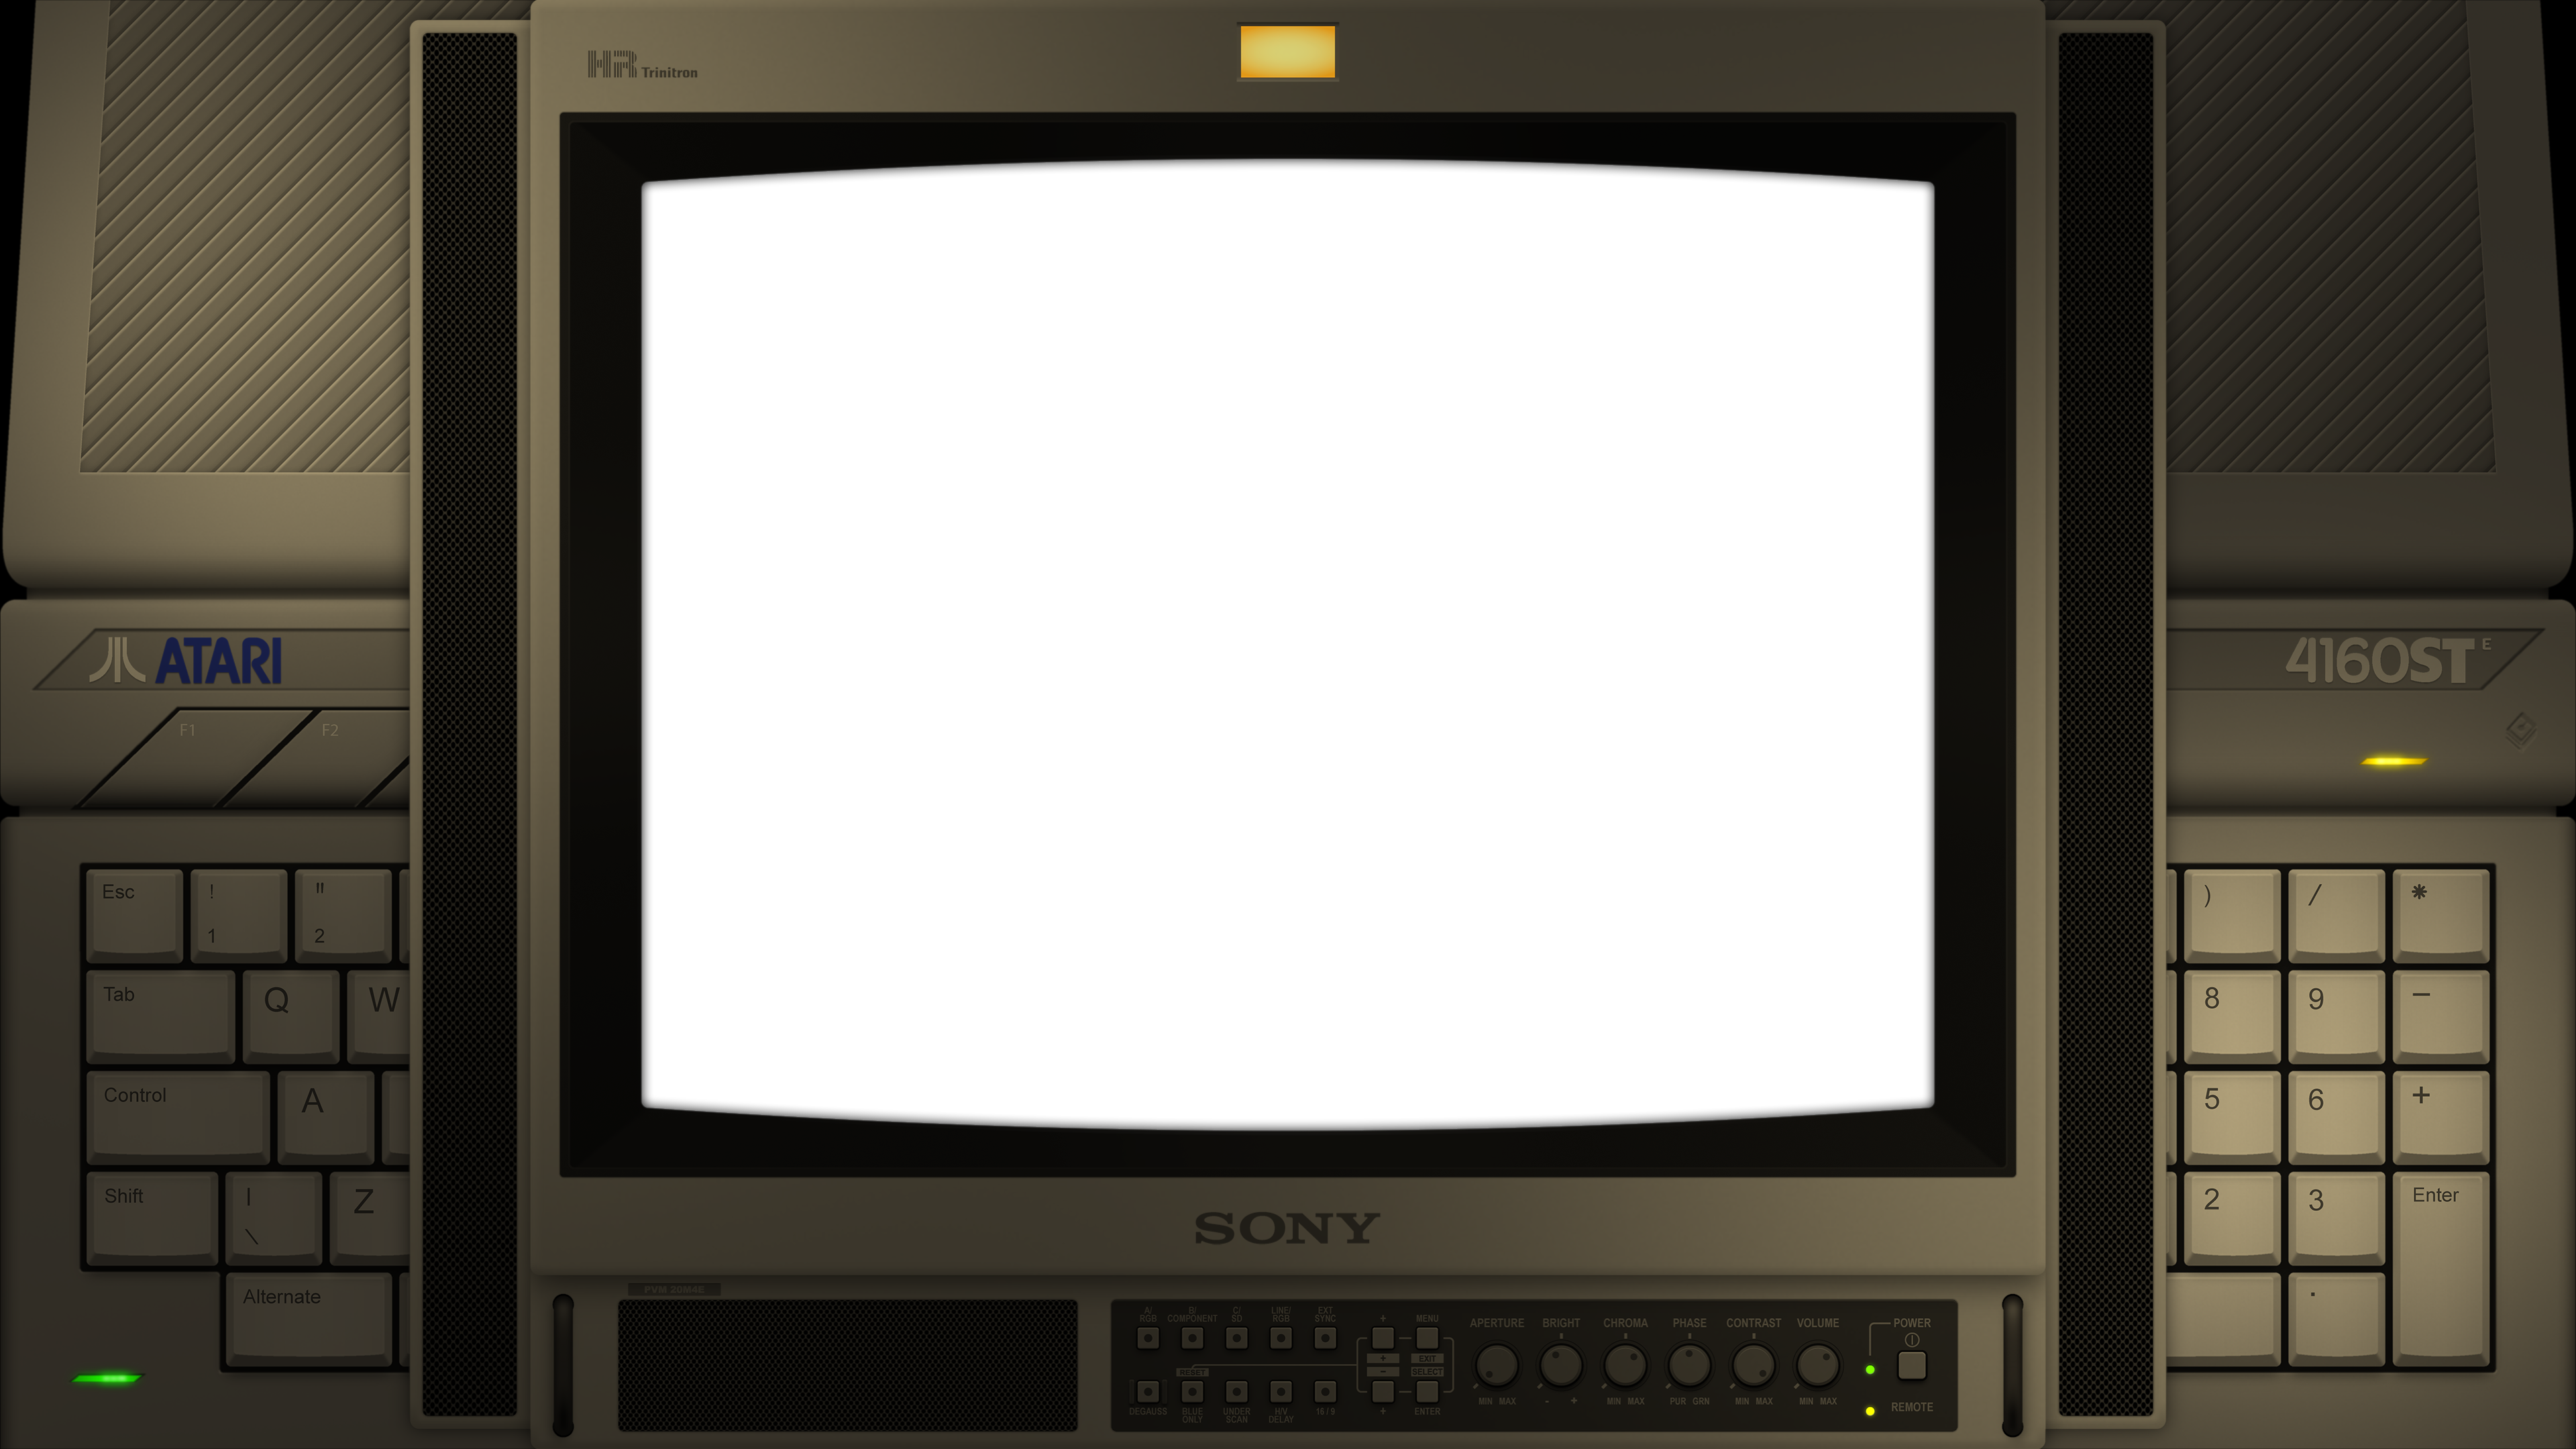 HR Trinitron
ATARI
4160STE
F1
F2
Esc
!
1
"
2
)
/
*
Tab
Q
W
8
9
−
Control
A
5
6
+
Shift
|
\
Z
2
3
Enter
Alternate
.
SONY
PVM 20M4E
A/
RGB
B/
COMPONENT
C/
SD
LINE/
RGB
EXT
SYNC
+
MENU
+
EXIT
−
SELECT
RESET
DEGAUSS
BLUE
ONLY
UNDER
SCAN
H/V
DELAY
16/9
+
ENTER
APERTURE
BRIGHT
CHROMA
PHASE
CONTRAST
VOLUME
POWER
MIN MAX
- +
MIN MAX
PUR GRN
MIN MAX
MIN MAX
REMOTE